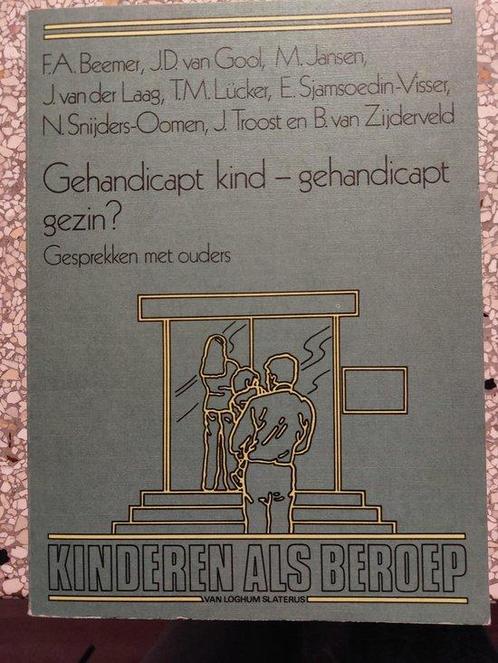 F.A. Beemer, J.D. van Gool, M. Jansen,
J. van der Laag, T.M. Lücker, E. Sjamsoedin-Visser,
N. Snijders-Oomen, J. Troost en B. van Zijderveld
Gehandicapt kind – gehandicapt
gezin?
Gesprekken met ouders
KINDEREN ALS BEROEP
VAN LOGHUM SLATERUS